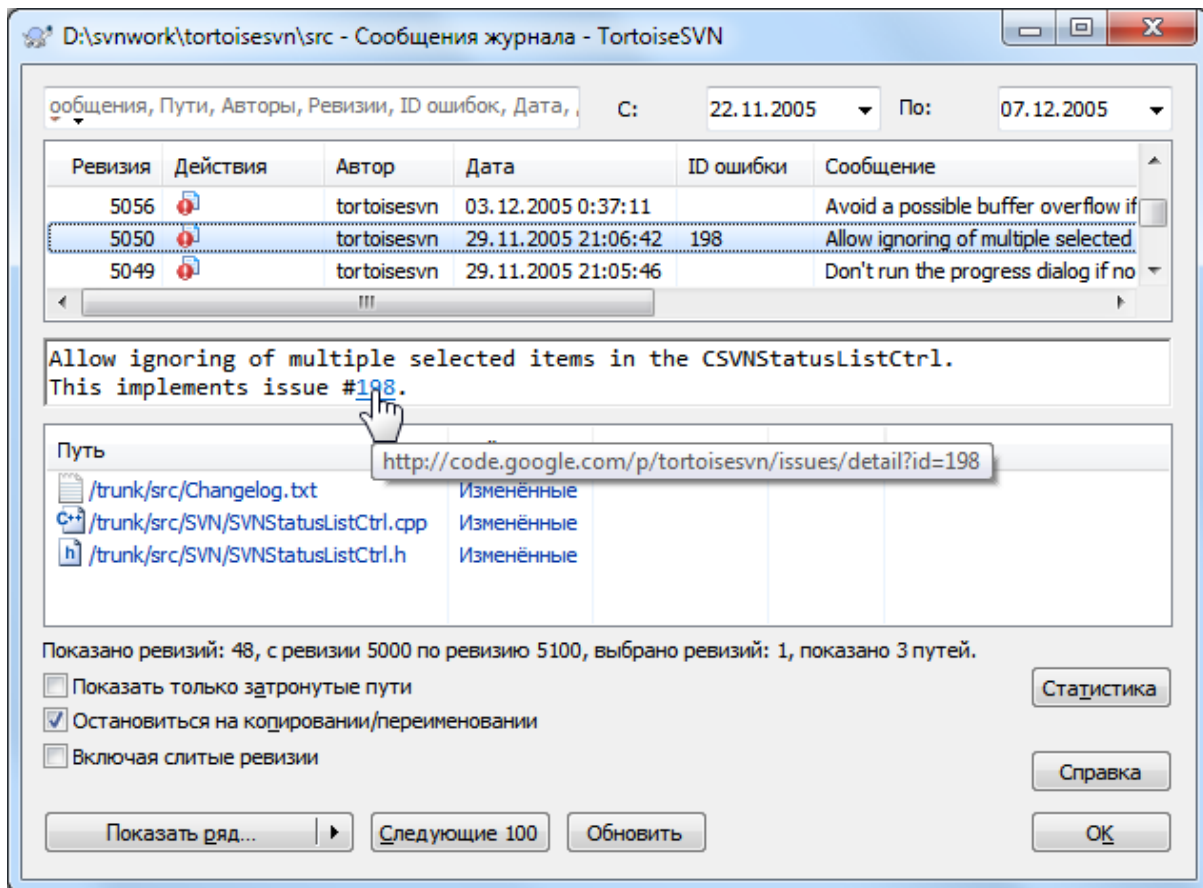 D:\svnwork\tortoisesvn\src - Сообщения журнала - TortoiseSVN
ообщения, Пути, Авторы, Ревизии, ID ошибок, Дата, С: 22.11.2005 По: 07.12.2005
Ревизия Действия Автор Дата ID ошибки Сообщение
5056 tortoisesvn 03.12.2005 0:37:11 Avoid a possible buffer overflow if
5050 tortoisesvn 29.11.2005 21:06:42 198 Allow ignoring of multiple selected
5049 tortoisesvn 29.11.2005 21:05:46 Don't run the progress dialog if no
Allow ignoring of multiple selected items in the CSVNStatusListCtrl.
This implements issue #198.
Путь
http://code.google.com/p/tortoisesvn/issues/detail?id=198
/trunk/src/Changelog.txt Изменённые
C++ /trunk/src/SVN/SVNStatusListCtrl.cpp Изменённые
h /trunk/src/SVN/SVNStatusListCtrl.h Изменённые
Показано ревизий: 48, с ревизии 5000 по ревизию 5100, выбрано ревизий: 1, показано 3 путей.
Показать только затронутые пути
Статистика
Остановиться на копировании/переименовании
Включая слитые ревизии
Справка
Показать ряд... Следующие 100 Обновить OK